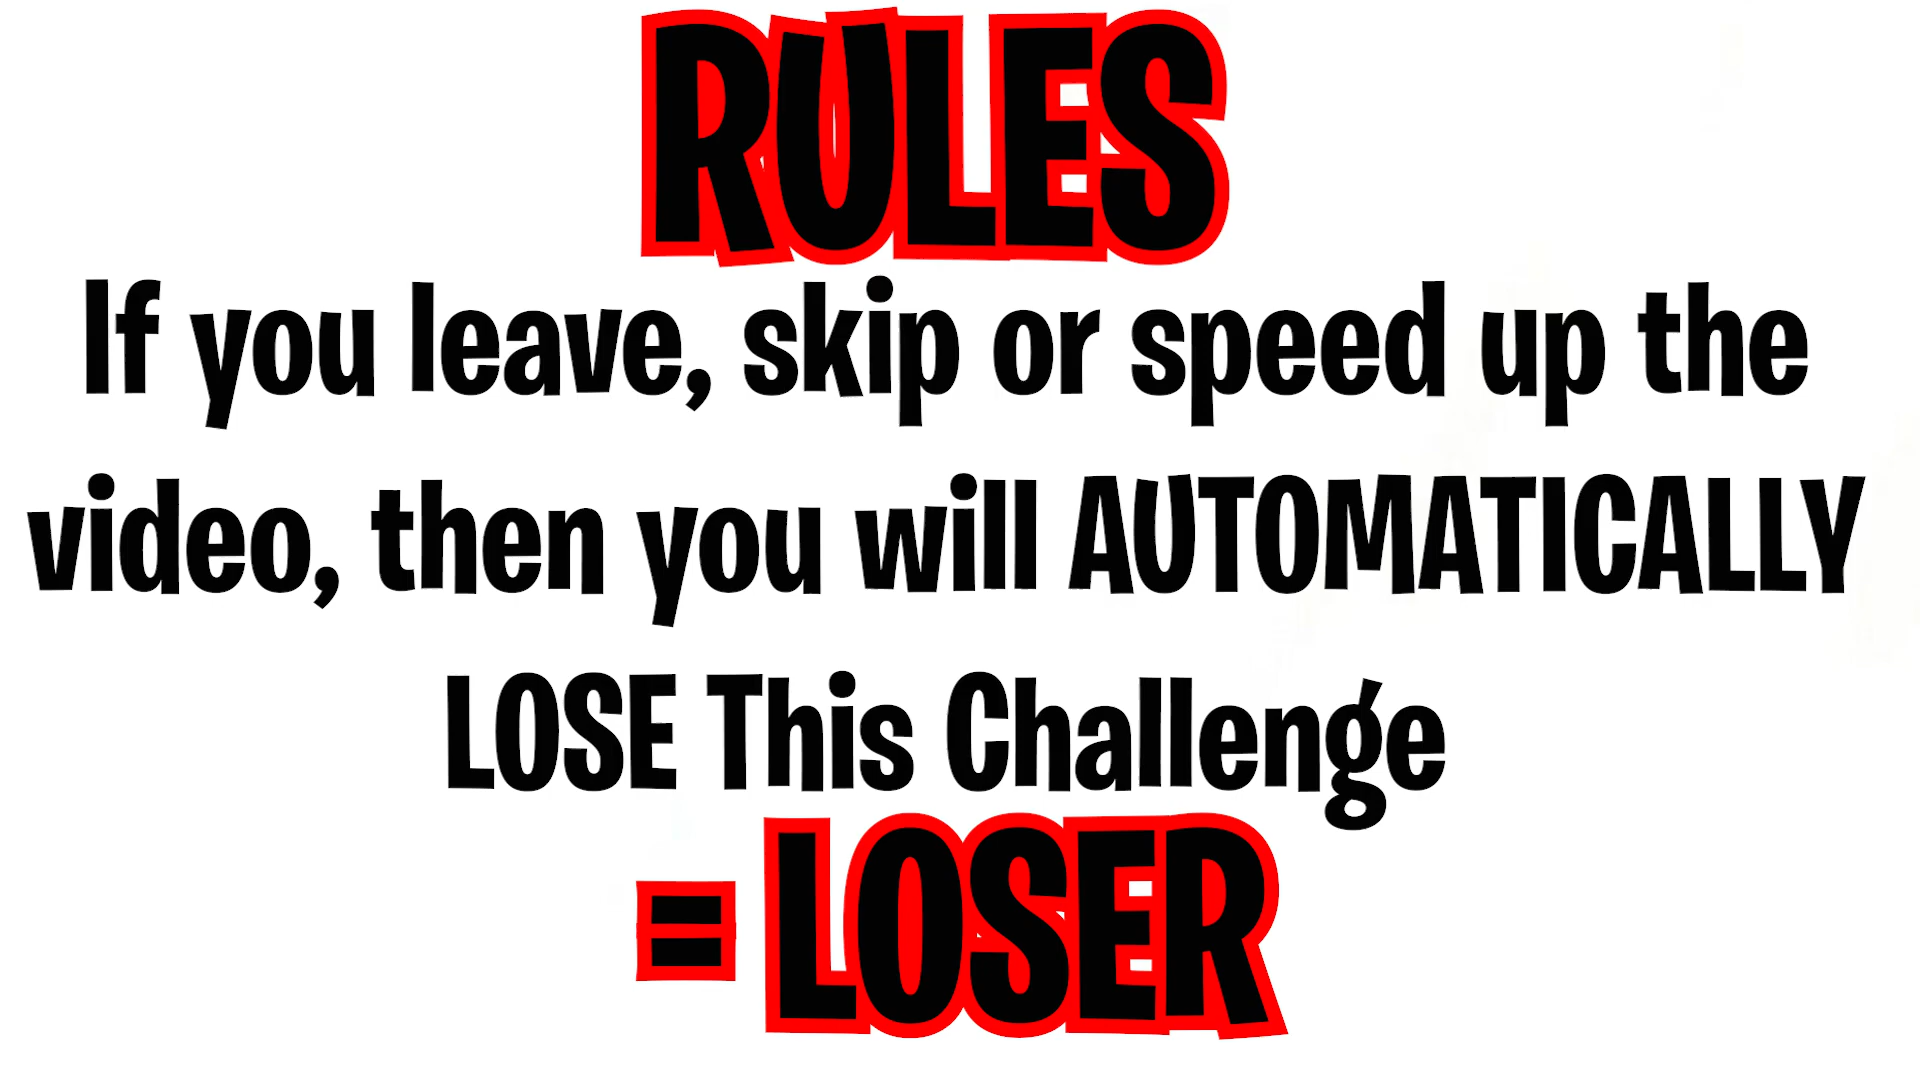 RULES
If you leave, skip or speed up the
video, then you will AUTOMATICALLY
LOSE This Challenge
= LOSER